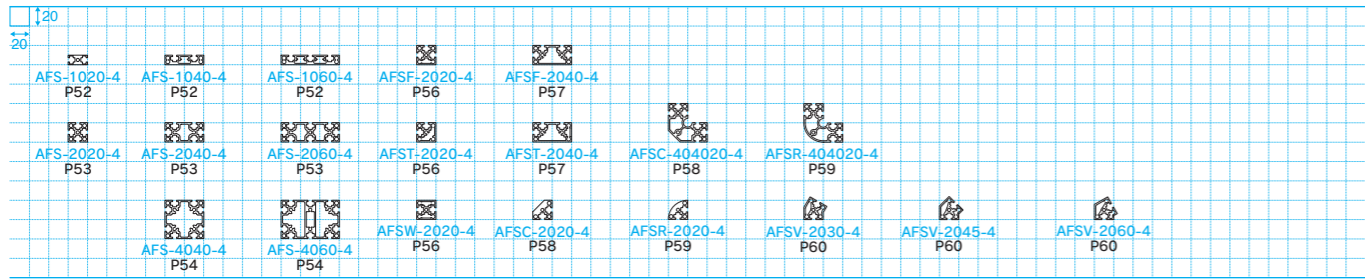 20
20
AFS-1020-4 AFS-1040-4 AFS-1060-4 AFSF-2020-4 AFSF-2040-4
P52 P52 P52 P56 P57
AFS-2020-4 AFS-2040-4 AFS-2060-4 AFST-2020-4 AFST-2040-4 AFSC-404020-4 AFSR-404020-4
P53 P53 P53 P56 P57 P58 P59
AFS-4040-4 AFS-4060-4 AFSW-2020-4 AFSC-2020-4 AFSR-2020-4 AFSV-2030-4 AFSV-2045-4 AFSV-2060-4
P54 P54 P56 P58 P59 P60 P60 P60